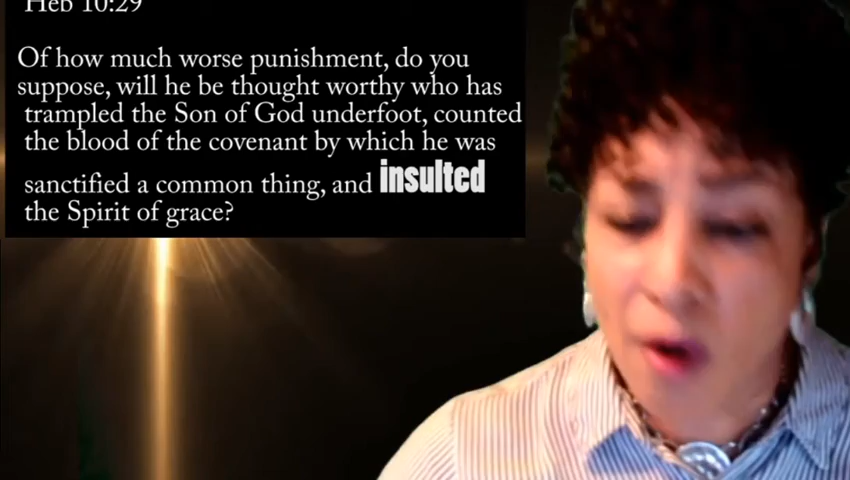 Heb 10:29
Of how much worse punishment, do you
suppose, will he be thought worthy who has
trampled the Son of God underfoot, counted
the blood of the covenant by which he was
sanctified a common thing, and insulted
the Spirit of grace?